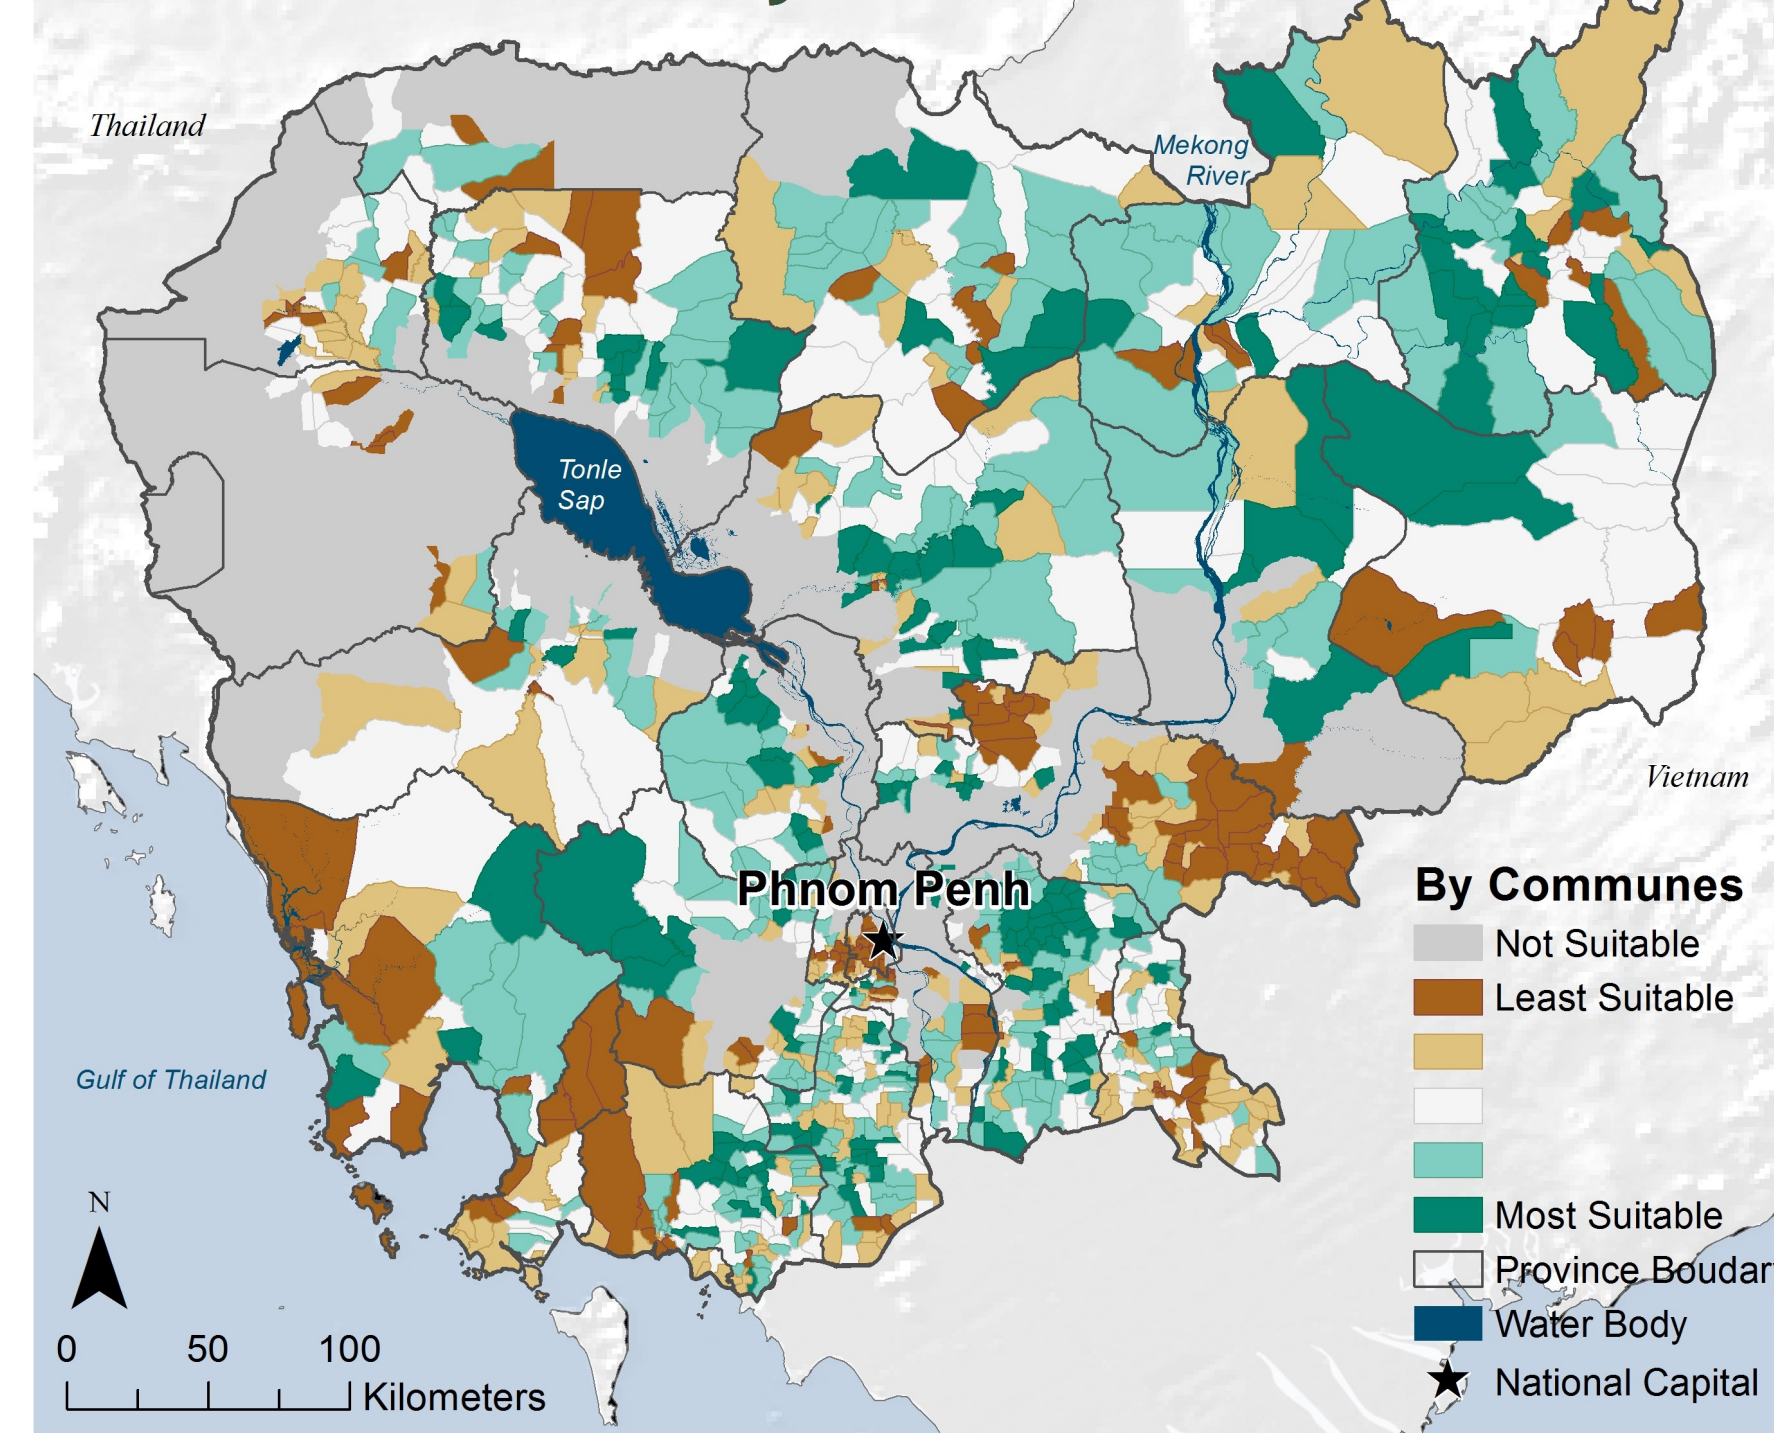 Thailand
Mekong
River
Tonle
Sap
Vietnam
Phnom Penh
Gulf of Thailand
N
0 50 100
Kilometers
By Communes
Not Suitable
Least Suitable
Most Suitable
Province Boudar
Water Body
National Capital